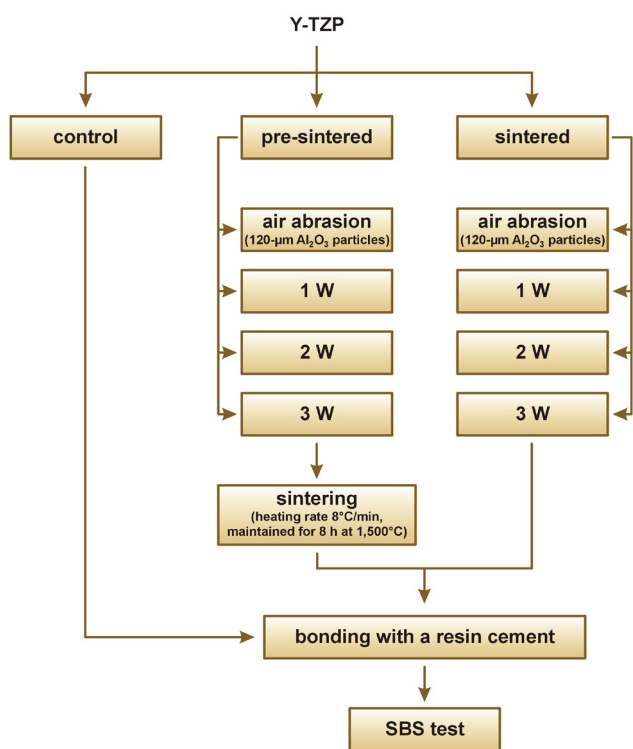 Y-TZP
control
pre-sintered
sintered
air abrasion
(120-μm Al₂O₃ particles)
air abrasion
(120-μm Al₂O₃ particles)
1 W
1 W
2 W
2 W
3 W
3 W
sintering
(heating rate 8°C/min,
maintained for 8 h at 1,500°C)
bonding with a resin cement
SBS test